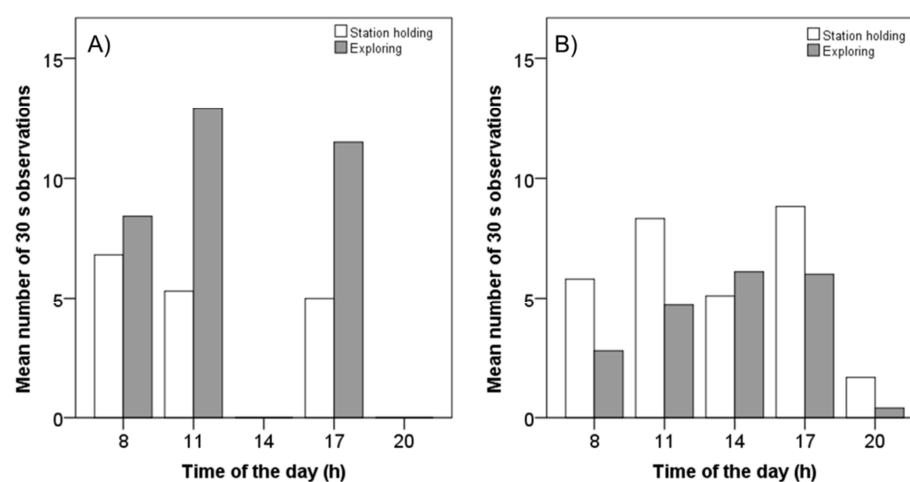 A)
Station holding
Exploring
15
10
5
0
Mean number of 30 s observations
8 11 14 17 20
Time of the day (h)
B)
Station holding
Exploring
15
10
5
0
Mean number of 30 s observations
8 11 14 17 20
Time of the day (h)